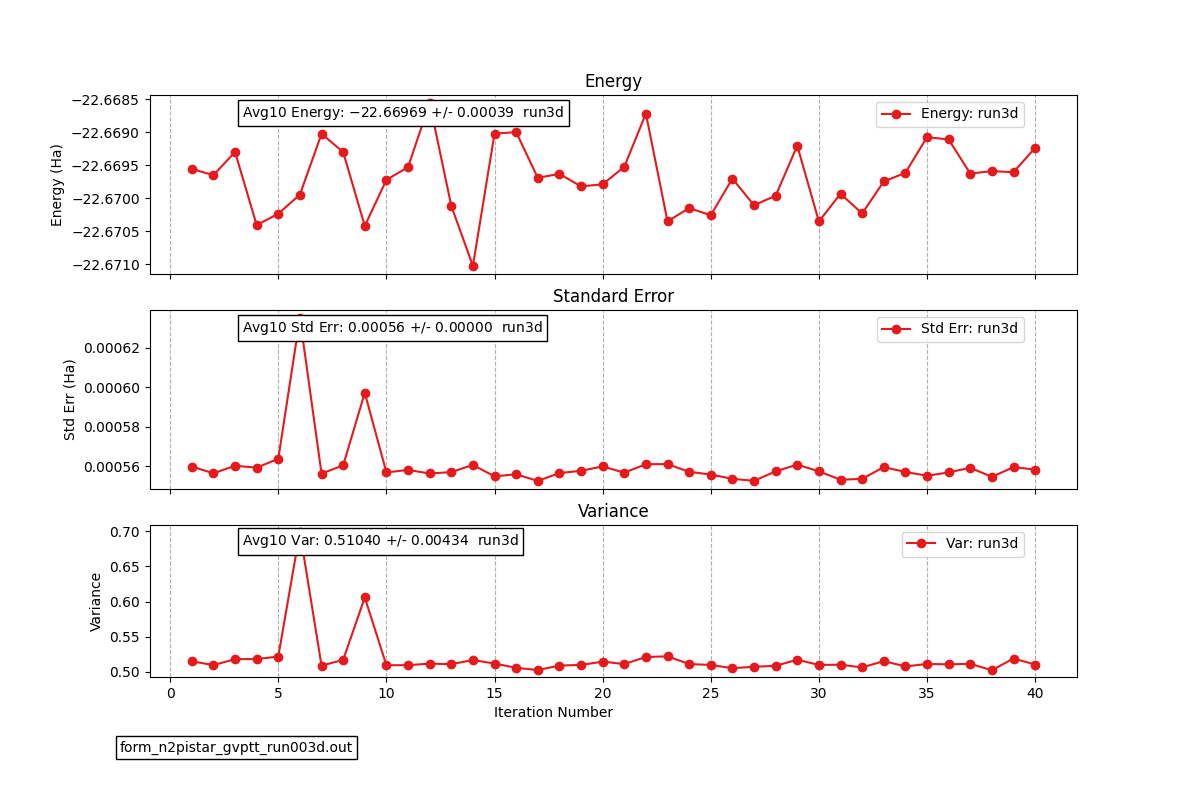 Energy
Avg10 Energy: −22.66969 +/- 0.00039 run3d
Energy: run3d
Energy (Ha)
−22.6685
−22.6690
−22.6695
−22.6700
−22.6705
−22.6710
Standard Error
Avg10 Std Err: 0.00056 +/- 0.00000 run3d
Std Err: run3d
Std Err (Ha)
0.00062
0.00060
0.00058
0.00056
Variance
Avg10 Var: 0.51040 +/- 0.00434 run3d
Var: run3d
Variance
0.70
0.65
0.60
0.55
0.50
0 5 10 15 20 25 30 35 40
Iteration Number
form_n2pistar_gvptt_run003d.out